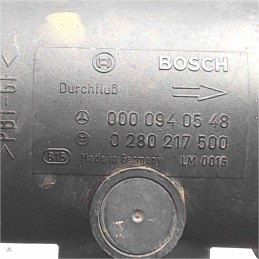 BOSCH
Durchfluß
000 094 05 48
0 280 217 500
Made in Germany LM 0016